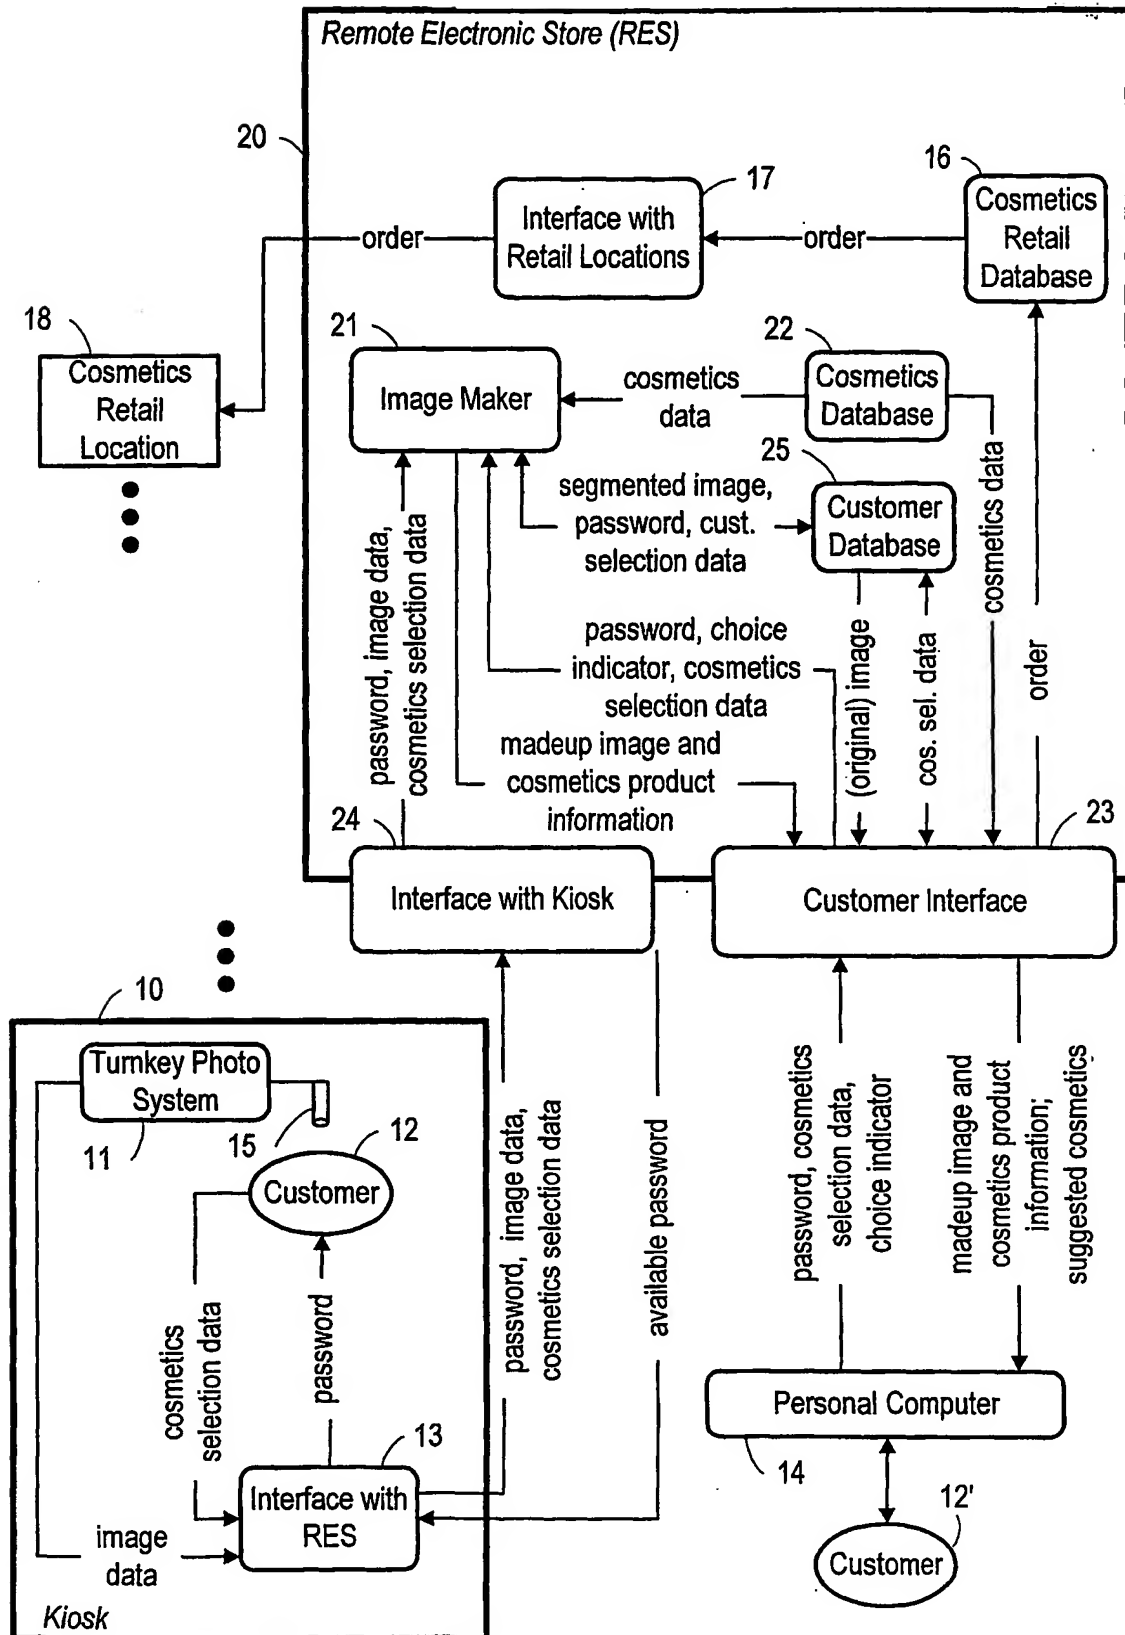 Remote Electronic Store (RES)
20
17
16
Interface with
Retail Locations
Cosmetics
Retail
Database
order
order
18
Cosmetics
Retail
Location
21
Image Maker
22
Cosmetics
Database
cosmetics
data
25
Customer
Database
segmented image,
password, cust.
selection data
cosmetics data
order
password, image data,
cosmetics selection data
password, choice
indicator, cosmetics
selection data
(original) image
cos. sel. data
madeup image and
cosmetics product
information
24
Interface with Kiosk
23
Customer Interface
10
Turnkey Photo
System
11
15
12
Customer
cosmetics
selection data
password
password, image data,
cosmetics selection data
available password
password, cosmetics
selection data,
choice indicator
madeup image and
cosmetics product
information;
suggested cosmetics
13
Interface with
RES
image
data
Kiosk
Personal Computer
14
12'
Customer